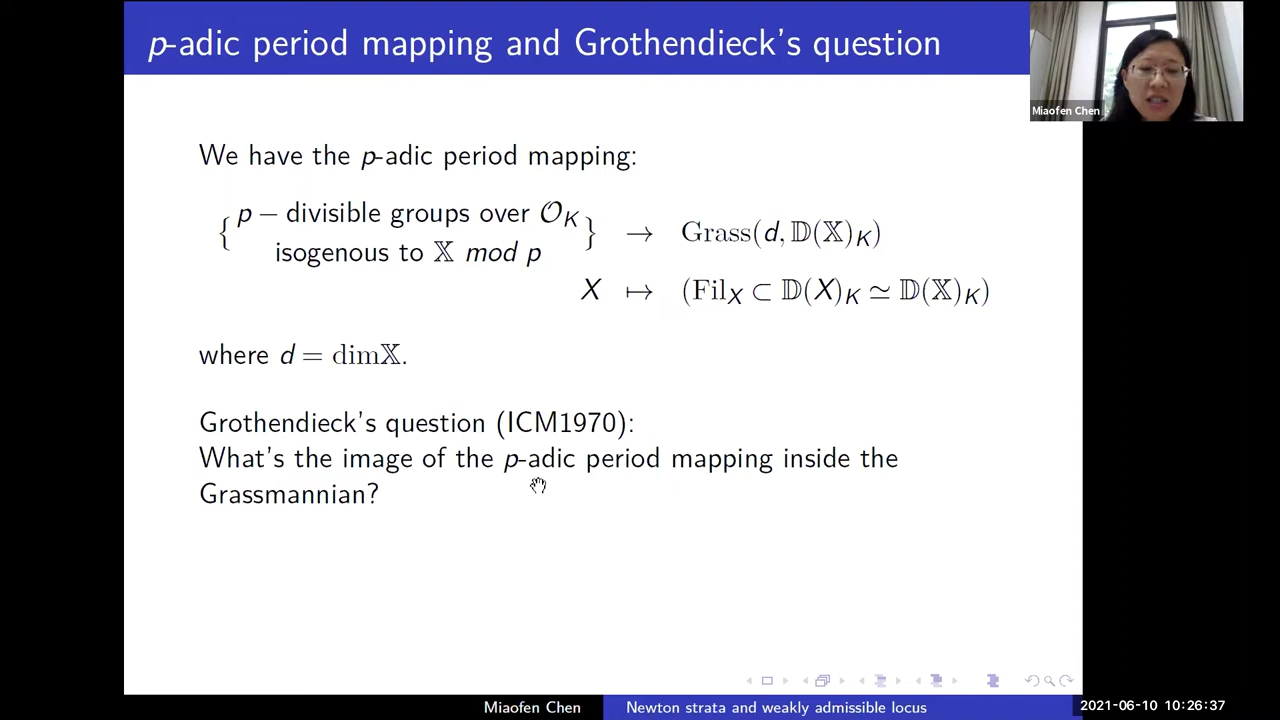 p-adic period mapping and Grothendieck's question
Miaofen Chen
We have the p-adic period mapping:
{ p − divisible groups over 𝒪_K isogenous to 𝕏 mod p } → Grass(d, 𝔻(𝕏)_K)
X ↦ (Fil_X ⊂ 𝔻(X)_K ≃ 𝔻(𝕏)_K)
where d = dim𝕏.
Grothendieck's question (ICM1970):
What's the image of the p-adic period mapping inside the
Grassmannian?
Miaofen Chen
Newton strata and weakly admissible locus
2021-06-10 10:26:37